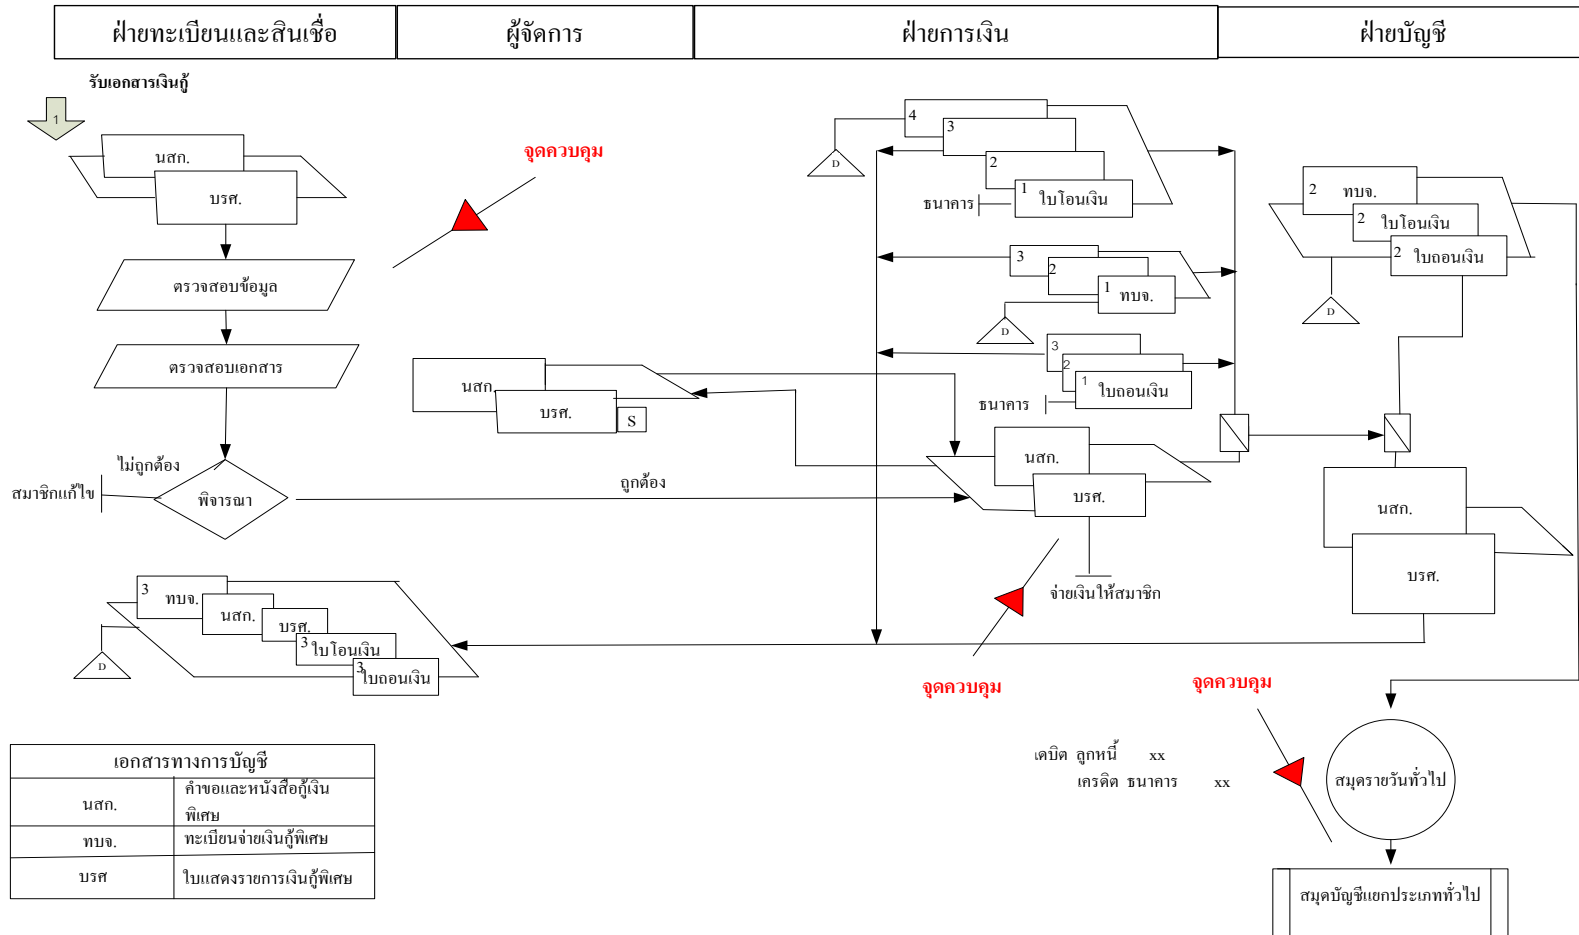 ฝ่ายทะเบียนและสินเชื่อ
ผู้จัดการ
ฝ่ายการเงิน
ฝ่ายบัญชี
รับเอกสารเงินกู้
1
นสก.
บรศ.
ตรวจสอบข้อมูล
ตรวจสอบเอกสาร
ไม่ถูกต้อง
สมาชิกแก้ไข
พิจารณา
ถูกต้อง
จุดควบคุม
นสก.
บรศ.
S
4
3
2
1
ใบโอนเงิน
D
ธนาคาร
3
2
1
ทบจ.
D
3
2
1
ใบถอนเงิน
ธนาคาร
นสก.
บรศ.
จ่ายเงินให้สมาชิก
จุดควบคุม
2 ทบจ.
2 ใบโอนเงิน
2 ใบถอนเงิน
D
นสก.
บรศ.
3 ทบจ.
นสก.
บรศ.
3 ใบโอนเงิน
3 ใบถอนเงิน
D
จุดควบคุม
เดบิต ลูกหนี้ xx
เครดิต ธนาคาร xx
สมุดรายวันทั่วไป
สมุดบัญชีแยกประเภททั่วไป
เอกสารทางการบัญชี
นสก.
คำขอและหนังสือกู้เงิน
พิเศษ
ทบจ.
ทะเบียนจ่ายเงินกู้พิเศษ
บรศ
ใบแสดงรายการเงินกู้พิเศษ